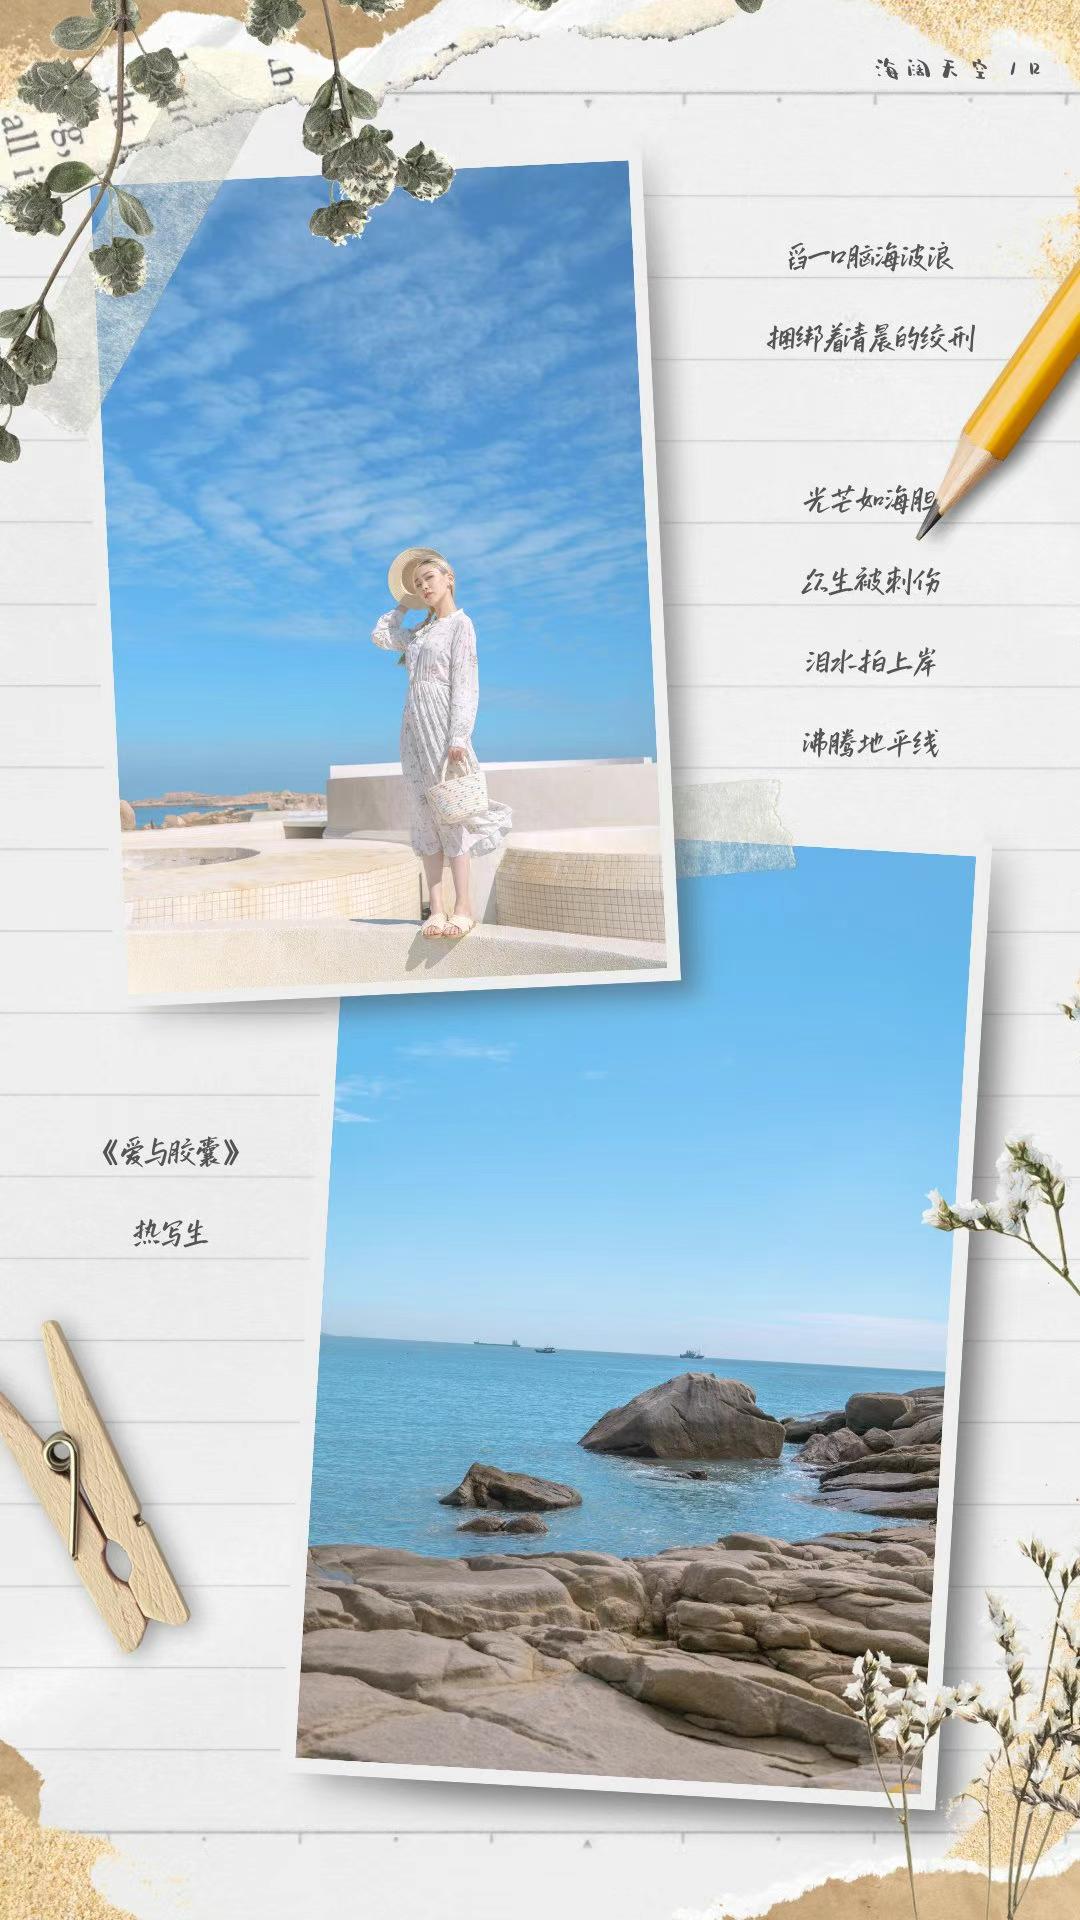 海阔天空 / R
舀一口脑海波浪
捆绑着清晨的绞刑
光芒如海胆
众生被刺伤
泪水拍上岸
沸腾地平线
《爱与胶囊》
热写生
all i